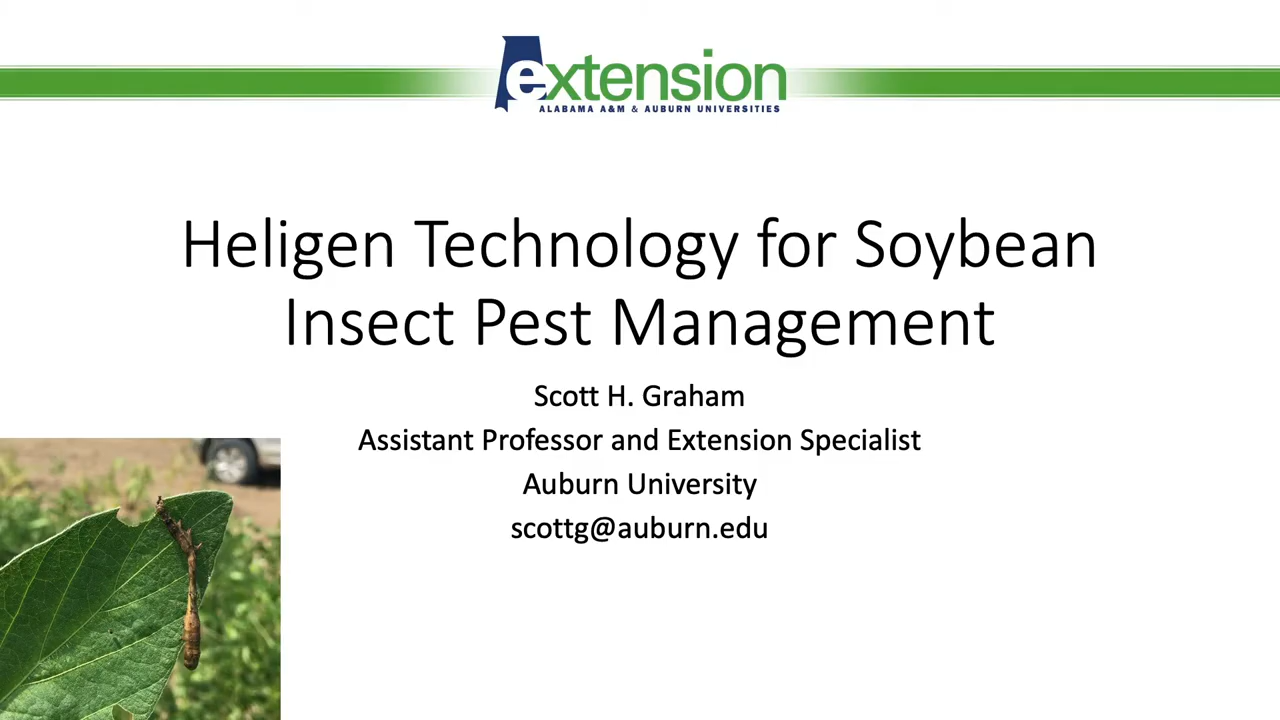 extension
ALABAMA A&M & AUBURN UNIVERSITIES
Heligen Technology for Soybean
Insect Pest Management
Scott H. Graham
Assistant Professor and Extension Specialist
Auburn University
scottg@auburn.edu